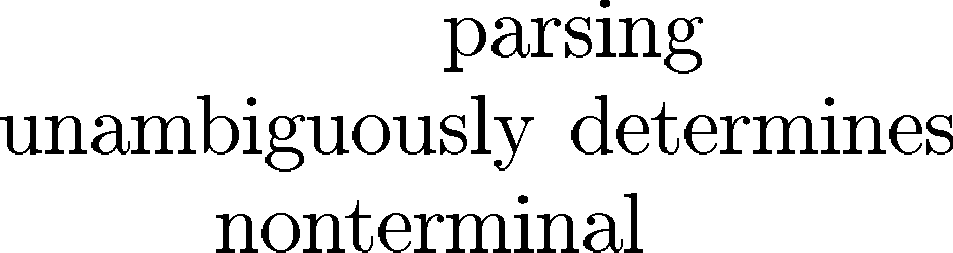 parsing
unambiguously determines
nonterminal